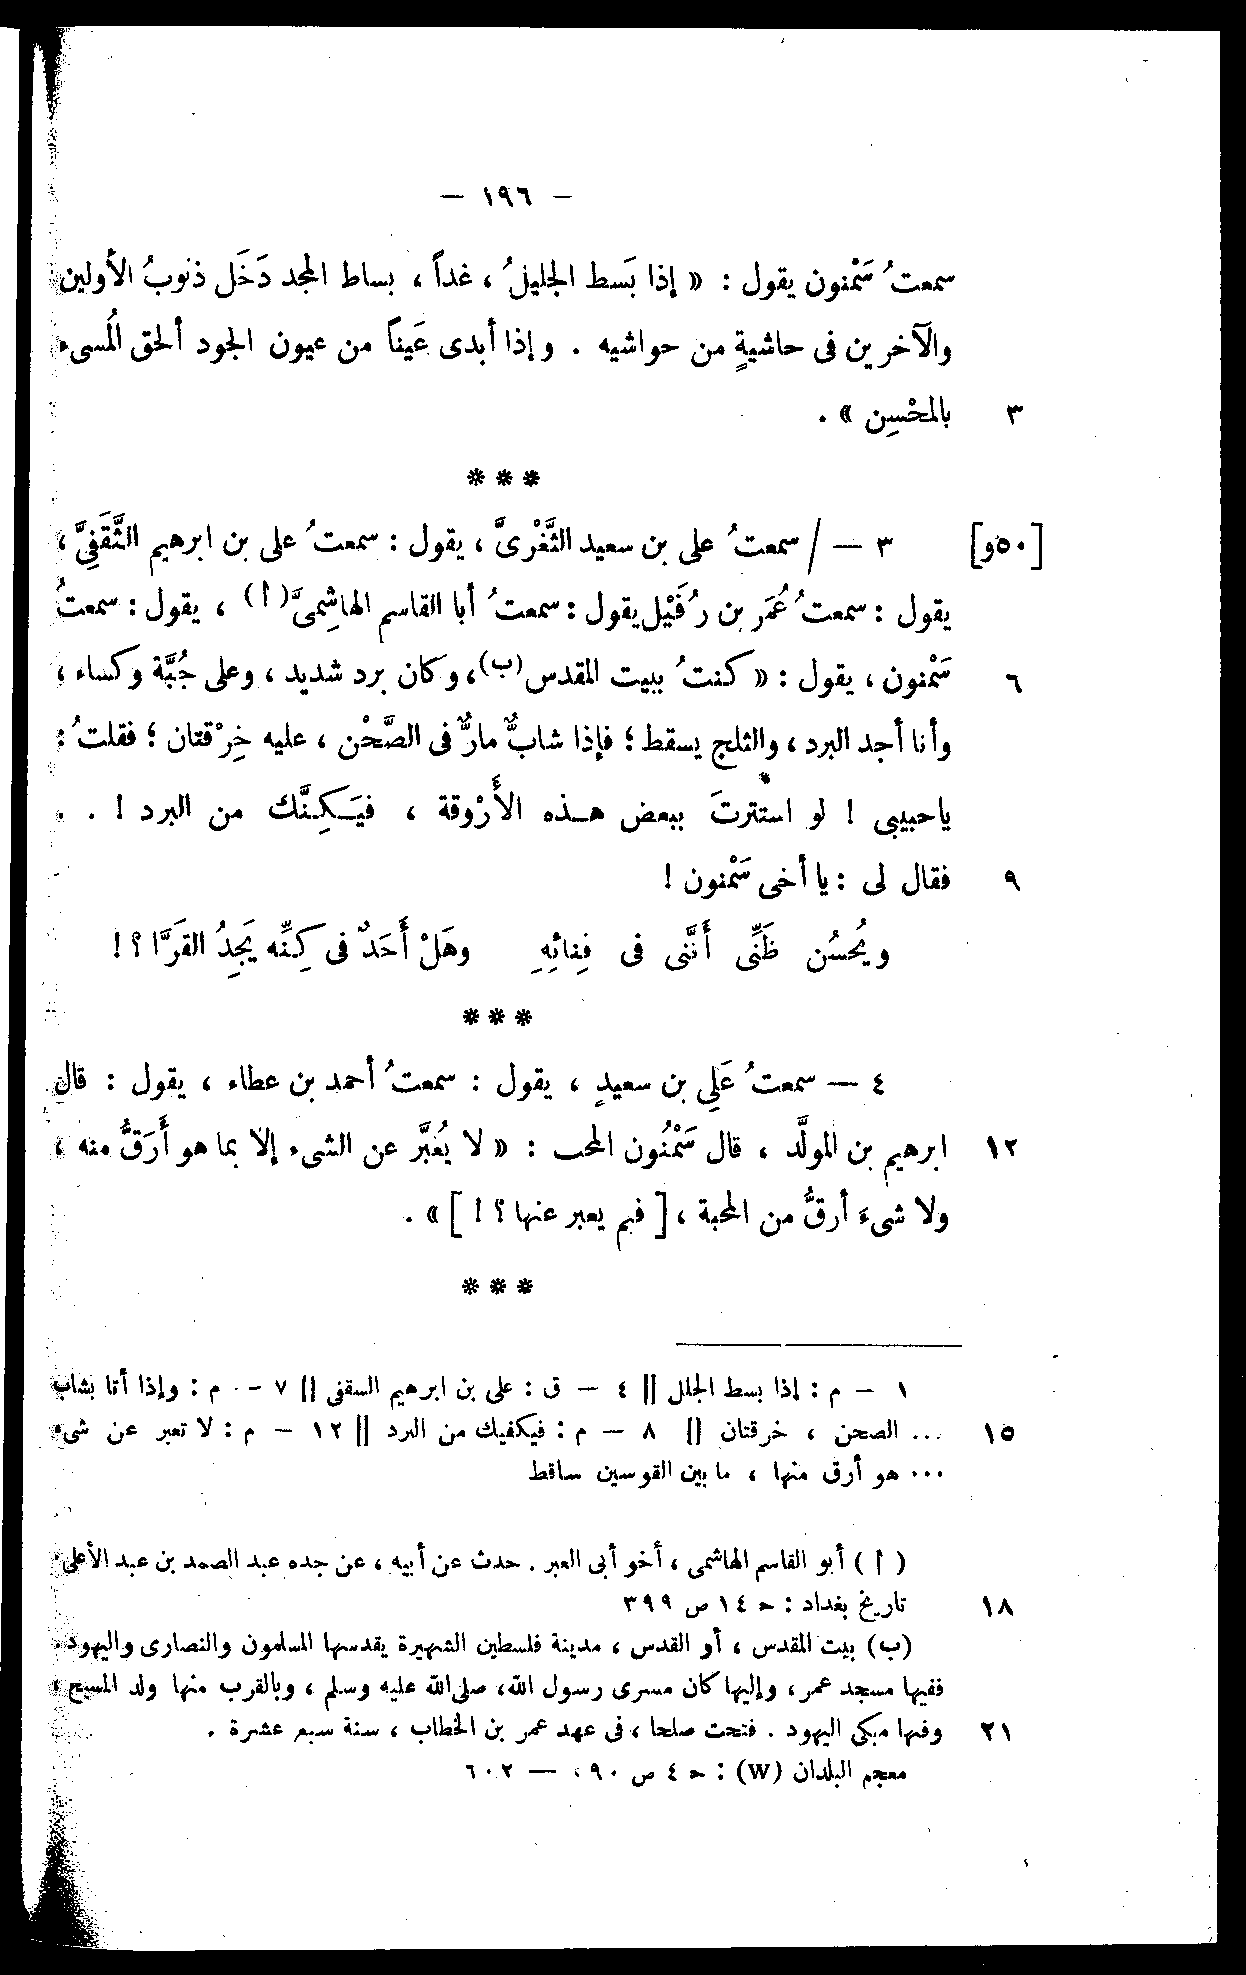 — ١٩٦ —
سمعتُ سَمْنون يقول : « إذا بَسط الجليلُ ، غداً ، بساط المجد دَخَل ذنوبُ الأولين
والآخرين فى حاشيةٍ من حواشيه . وإذا أبدى عَيناً من عيون الجود ألحق المُسىء
٣ بالمحْسِن » .
* * *
[٥٠و] ٣ — / سمعتُ على بن سعيد الثَّغْرىَّ ، يقول : سمعتُ على بن ابرهيم الثَّقَفِىَّ ،
يقول : سمعتُ عُمَر بن رُفَيْل يقول : سمعتُ أبا القاسم الهاشِمىَّ(أ) ، يقول : سمعتُ
٦ سَمْنون ، يقول : « كنتُ ببيت المقدس(ب)، وكان برد شديد ، وعلى جُبَّة وكساء ،
وأنا أجد البرد ، والثلج يسقط ؛ فإذا شابٌّ مارٌّ فى الصَّحْن ، عليه خِرْقتان ؛ فقلتُ :
ياحبيبى ! لو استترتَ ببعض هـذه الأَرْوقة ، فيَـكِـنَّك من البرد ! .
٩ فقال لى : يا أخى سَمْنون !
ويُحسُن ظَنِّى أَنَّنى فى فِنائِهِ وهَلْ أَحَدٌ فى كِنِّه يَجِدُ القَرَّا ؟ !
* * *
٤ — سمعتُ عَلِى بن سعيدٍ ، يقول : سمعتُ أحمد بن عطاء ، يقول : قال
١٢ ابرهيم بن المولَّد ، قال سَمْنُون المحب : « لا يُعَبَّر عن الشىء إلا بما هو أَرَقُّ منه ،
ولا شىءَ أرقُّ من المحبة ، [ فبم يعبر عنها ؟ ! ] » .
* * *
١ — م : إذا بسط الجلل || ٤ — ق : على بن ابرهيم السقفى || ٧ — م : وإذا أنا بشاب
١٥ ... الصحن ، خرقتان || ٨ — م : فيكفيك من البرد || ١٢ — م : لا تعبر عن شىء
... هو أرق منها ، ما بين القوسين ساقط
( أ ) أبو القاسم الهاشمى ، أخو أبى العبر . حدث عن أبيه ، عن جده عبد الصمد بن عبد الأعلى
١٨ تاريخ بغداد : حـ ١٤ ص ٣٩٩
(ب) بيت المقدس ، أو القدس ، مدينة فلسطين الشهيرة يقدسها المسلمون والنصارى واليهود
ففيها مسجد عمر ، وإليها كان مسرى رسول الله، صلى الله عليه وسلم ، وبالقرب منها ولد المسيح ،
٢١ وفيها مبكى اليهود . فتحت صلحا ، فى عهد عمر بن الخطاب ، سنة سبع عشرة .
معجم البلدان (W) : حـ ٤ ص — ٦٠٢